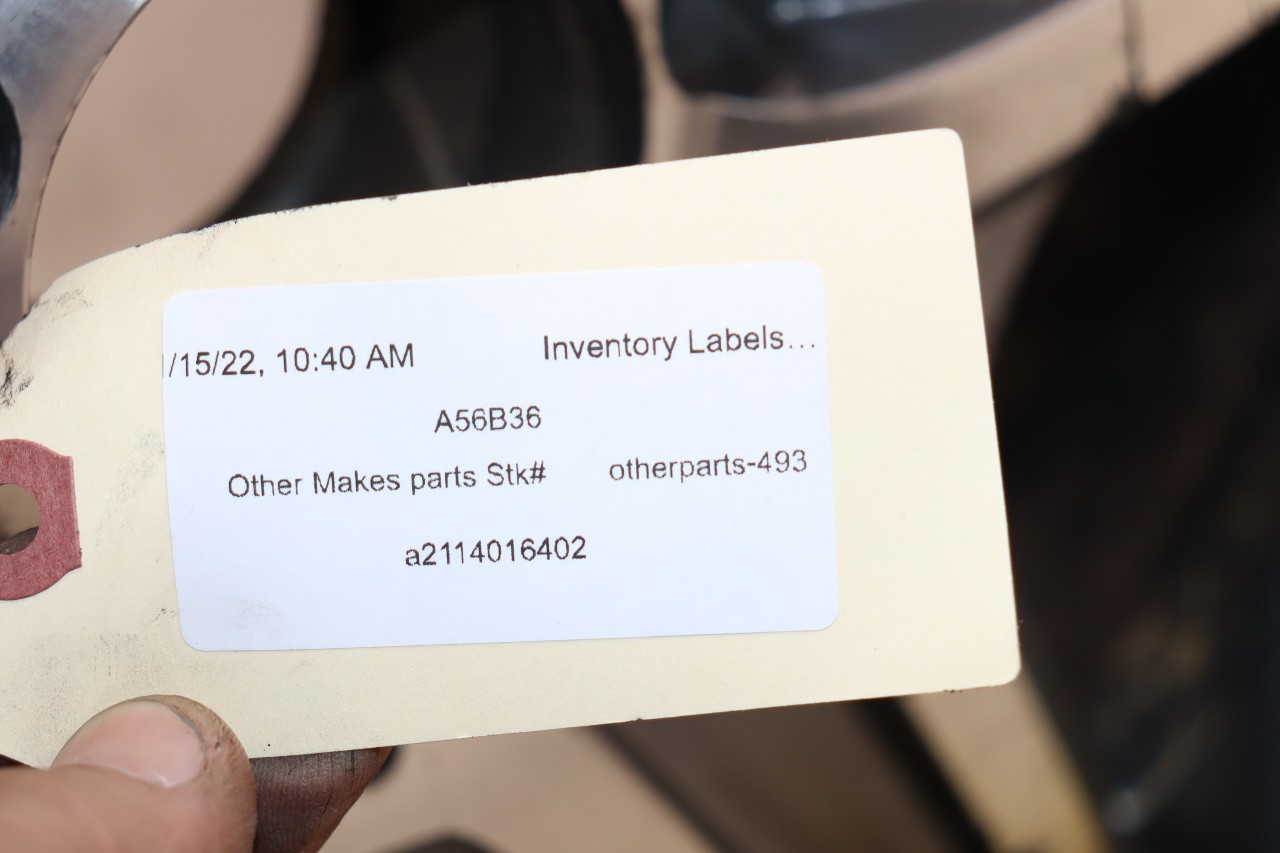 /15/22, 10:40 AM Inventory Labels...
A56B36
Other Makes parts Stk# otherparts-493
a2114016402